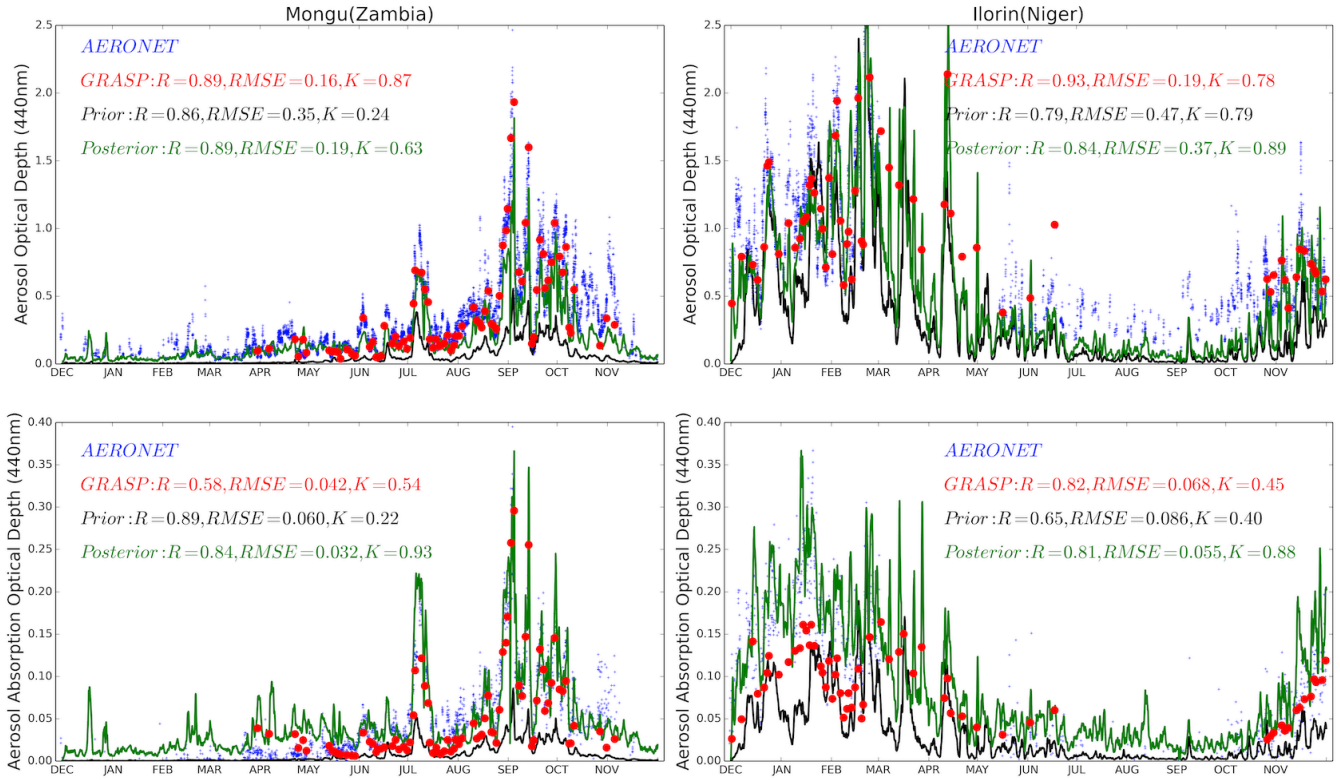 Mongu(Zambia)
Ilorin(Niger)
Aerosol Optical Depth (440nm)
2.5
2.0
1.5
1.0
0.5
0.0
AERONET
GRASP:R=0.89,RMSE=0.16,K=0.87
Prior:R=0.86,RMSE=0.35,K=0.24
Posterior:R=0.89,RMSE=0.19,K=0.63
DEC JAN FEB MAR APR MAY JUN JUL AUG SEP OCT NOV
Aerosol Optical Depth (440nm)
2.5
2.0
1.5
1.0
0.5
0.0
AERONET
GRASP:R=0.93,RMSE=0.19,K=0.78
Prior:R=0.79,RMSE=0.47,K=0.79
Posterior:R=0.84,RMSE=0.37,K=0.89
DEC JAN FEB MAR APR MAY JUN JUL AUG SEP OCT NOV
Aerosol Absorption Optical Depth (440nm)
0.40
0.35
0.30
0.25
0.20
0.15
0.10
0.05
0.00
AERONET
GRASP:R=0.58,RMSE=0.042,K=0.54
Prior:R=0.89,RMSE=0.060,K=0.22
Posterior:R=0.84,RMSE=0.032,K=0.93
DEC JAN FEB MAR APR MAY JUN JUL AUG SEP OCT NOV
Aerosol Absorption Optical Depth (440nm)
0.40
0.35
0.30
0.25
0.20
0.15
0.10
0.05
0.00
AERONET
GRASP:R=0.82,RMSE=0.068,K=0.45
Prior:R=0.65,RMSE=0.086,K=0.40
Posterior:R=0.81,RMSE=0.055,K=0.88
DEC JAN FEB MAR APR MAY JUN JUL AUG SEP OCT NOV